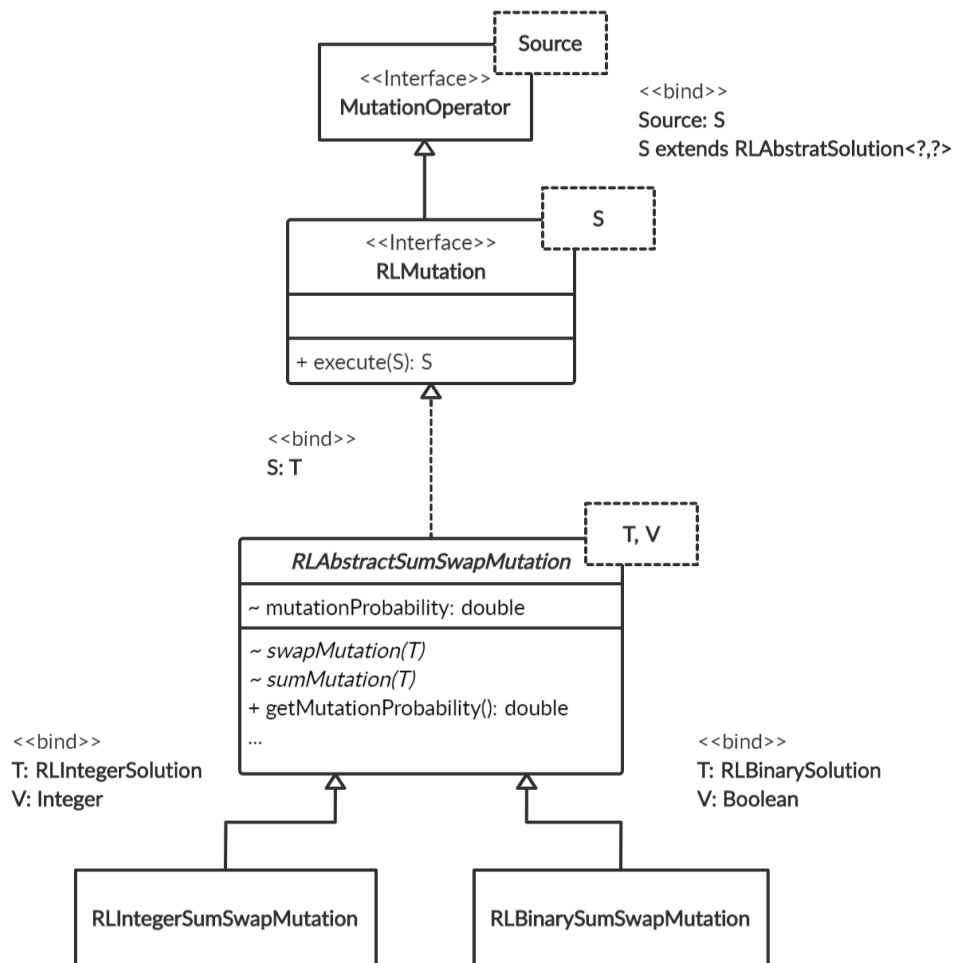 Source
<<Interface>>
MutationOperator
<<bind>>
Source: S
S extends RLAbstratSolution<?,?>
S
<<Interface>>
RLMutation
+ execute(S): S
<<bind>>
S: T
T, V
RLAbstractSumSwapMutation
~ mutationProbability: double
~ swapMutation(T)
~ sumMutation(T)
+ getMutationProbability(): double
...
<<bind>>
T: RLIntegerSolution
V: Integer
<<bind>>
T: RLBinarySolution
V: Boolean
RLIntegerSumSwapMutation
RLBinarySumSwapMutation